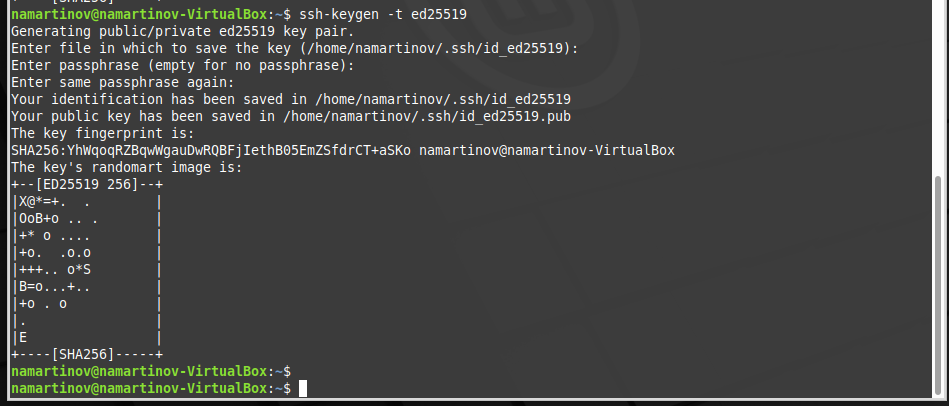 +----[SHA256]-----+
namartinov@namartinov-VirtualBox:~$ ssh-keygen -t ed25519
Generating public/private ed25519 key pair.
Enter file in which to save the key (/home/namartinov/.ssh/id_ed25519):
Enter passphrase (empty for no passphrase):
Enter same passphrase again:
Your identification has been saved in /home/namartinov/.ssh/id_ed25519
Your public key has been saved in /home/namartinov/.ssh/id_ed25519.pub
The key fingerprint is:
SHA256:YhWqoqRZBqwWgauDwRQBFjIethB05EmZSfdrCT+aSKo namartinov@namartinov-VirtualBox
The key's randomart image is:
+--[ED25519 256]--+
|X@*=+.  .        |
|OoB+o .. .       |
|+* o ....        |
|+o.  .o.o        |
|+++.. o*S        |
|B=o...+..        |
|+o . o           |
|.                |
|E                |
+----[SHA256]-----+
namartinov@namartinov-VirtualBox:~$
namartinov@namartinov-VirtualBox:~$